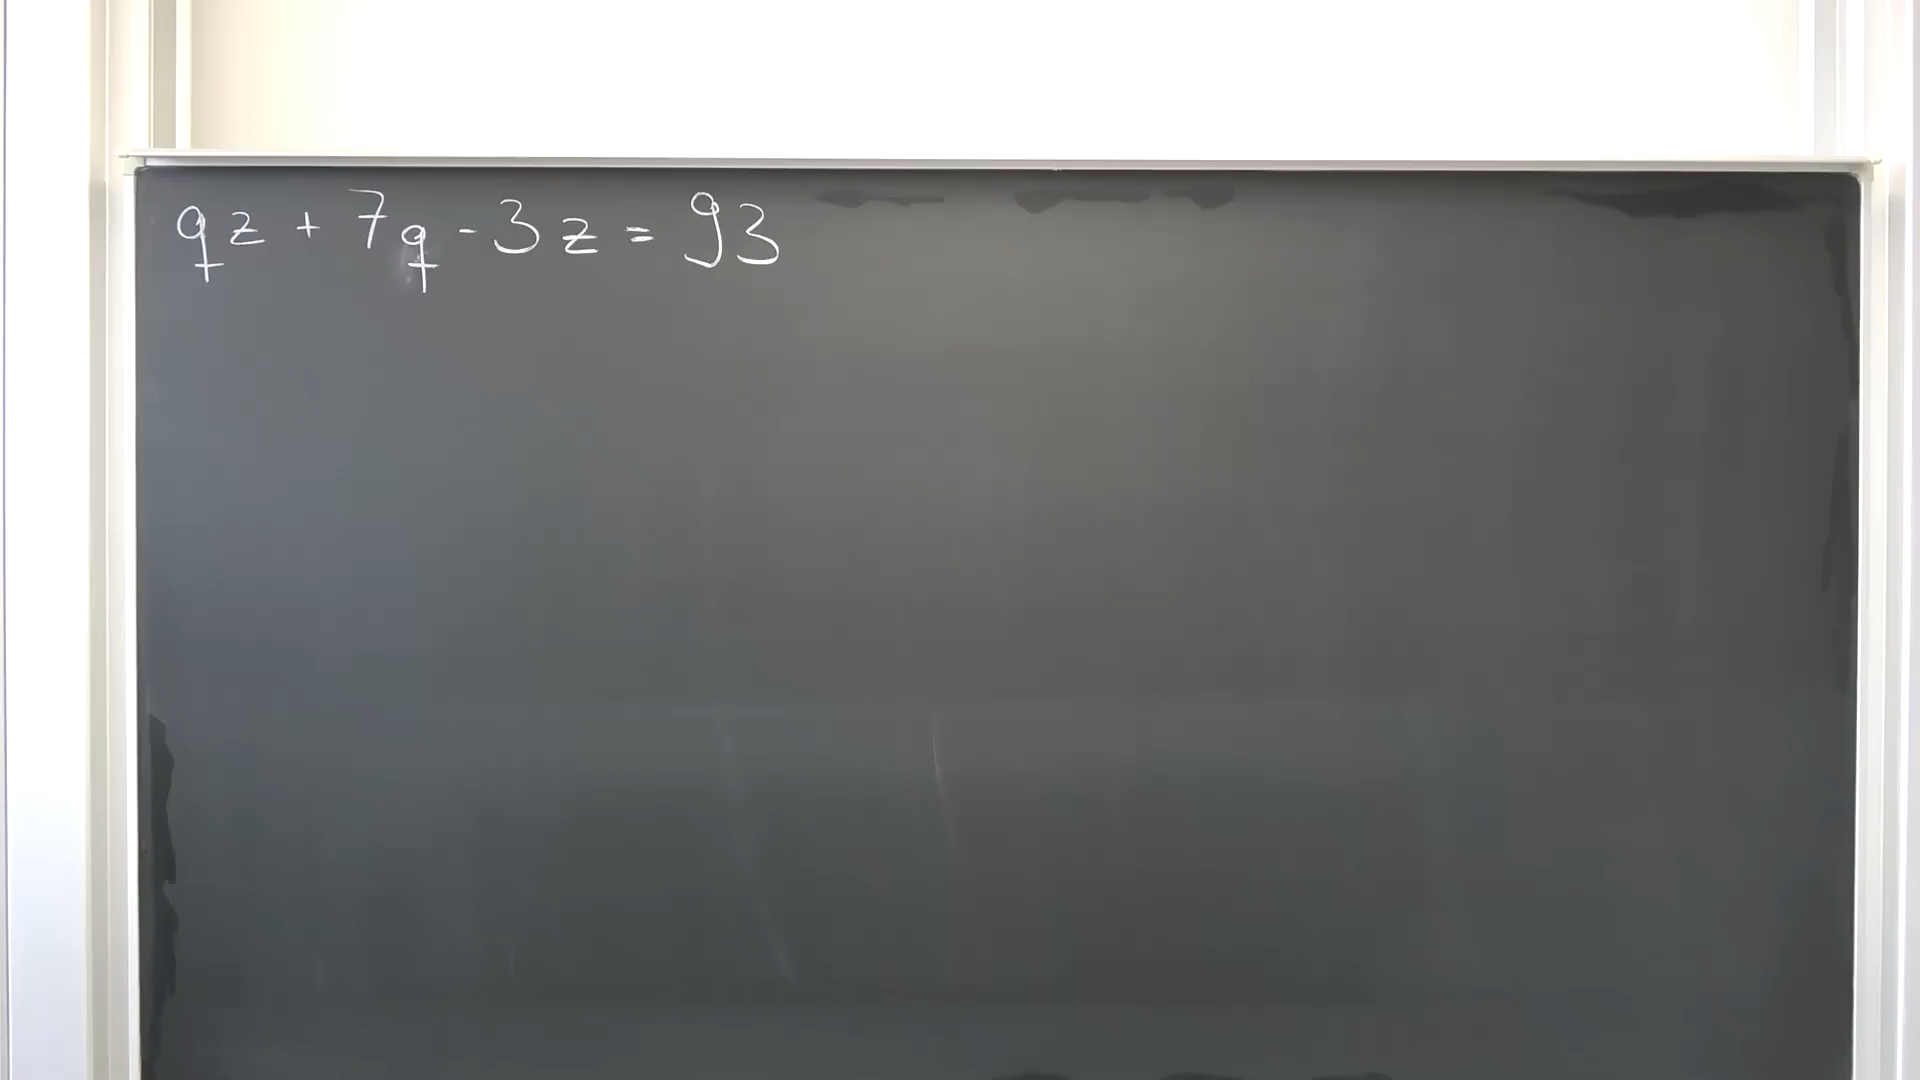 qz + 7q - 3z = 93